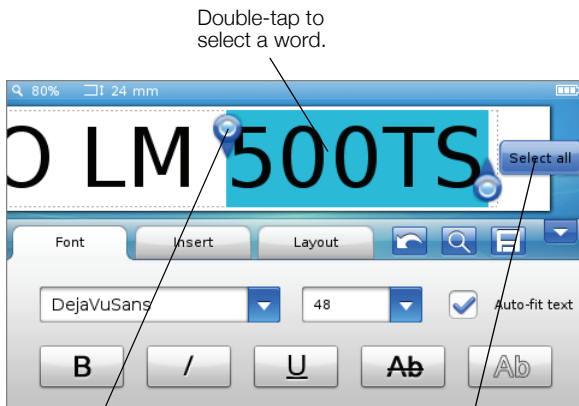 Double-tap to
select a word.
80% 24 mm
O LM 500TS
Select all
Font Insert Layout
DejaVuSans 48 Auto-fit text
B I U Ab Ab